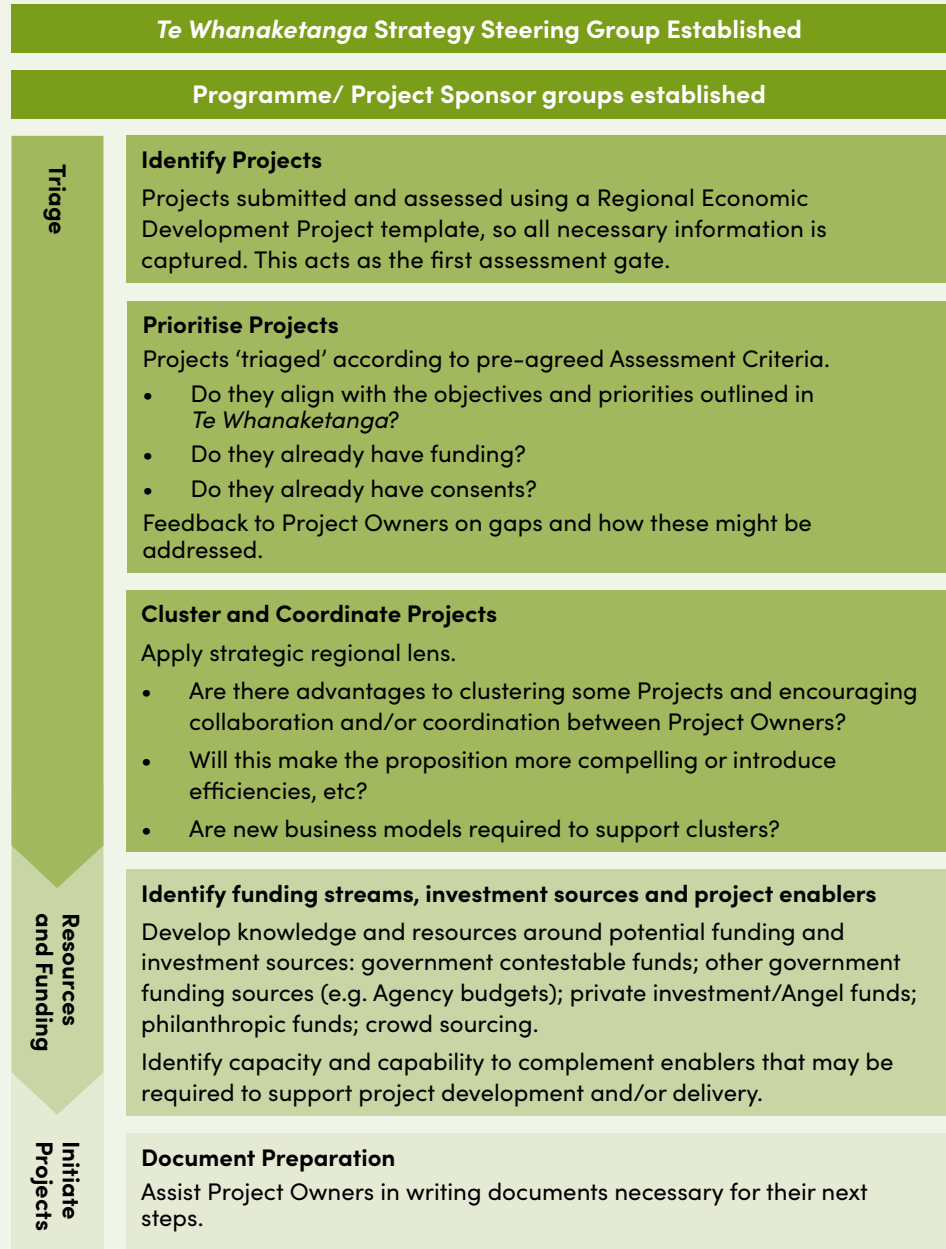 Te Whanaketanga Strategy Steering Group Established
Programme/ Project Sponsor groups established
Triage
Identify Projects
Projects submitted and assessed using a Regional Economic
Development Project template, so all necessary information is
captured. This acts as the first assessment gate.
Prioritise Projects
Projects ‘triaged’ according to pre-agreed Assessment Criteria.
• Do they align with the objectives and priorities outlined in
Te Whanaketanga?
• Do they already have funding?
• Do they already have consents?
Feedback to Project Owners on gaps and how these might be
addressed.
Cluster and Coordinate Projects
Apply strategic regional lens.
• Are there advantages to clustering some Projects and encouraging
collaboration and/or coordination between Project Owners?
• Will this make the proposition more compelling or introduce
efficiencies, etc?
• Are new business models required to support clusters?
Resources
and Funding
Identify funding streams, investment sources and project enablers
Develop knowledge and resources around potential funding and
investment sources: government contestable funds; other government
funding sources (e.g. Agency budgets); private investment/Angel funds;
philanthropic funds; crowd sourcing.
Identify capacity and capability to complement enablers that may be
required to support project development and/or delivery.
Initiate
Projects
Document Preparation
Assist Project Owners in writing documents necessary for their next
steps.